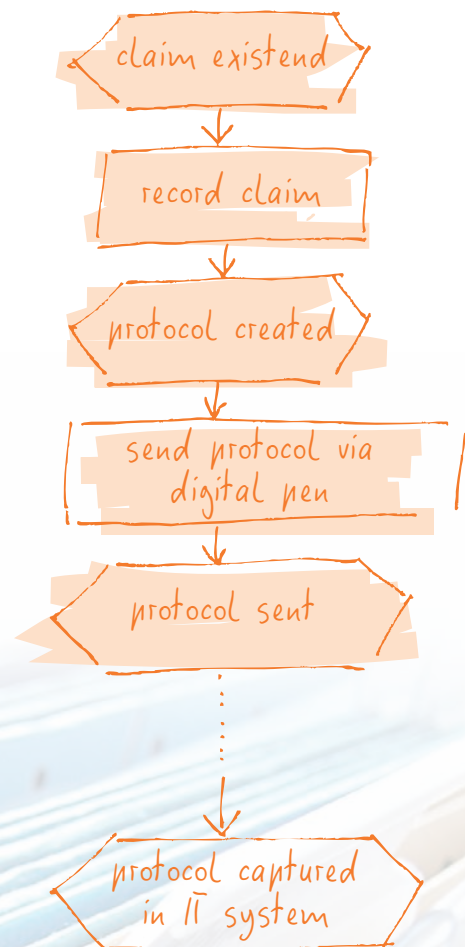 claim existend
record claim
protocol created
send protocol via
digital pen
protocol sent
protocol captured
in IT system